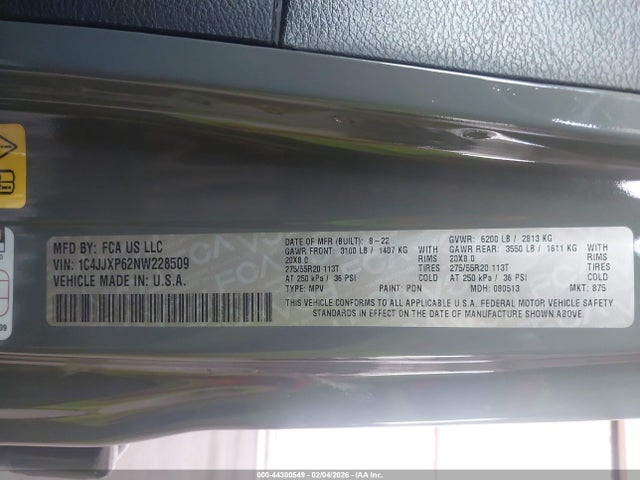 MFD BY: FCA US LLC
VIN: 1C4JJXP62NW228509
VEHICLE MADE IN: U.S.A.
DATE OF MFR (BUILT): 8-22
GAWR FRONT: 3100 LB / 1407 KG WITH
20X8.0 RIMS
275/55R20 113T TIRES
AT 250 kPa / 36 PSI COLD
TYPE: MPV PAINT: PDN
GVWR: 6200 LB / 2813 KG
GAWR REAR: 3550 LB / 1611 KG WITH
20X8.0 RIMS
275/55R20 113T TIRES
AT 250 kPa / 36 PSI COLD
MDH: 080513 MKT: 875
THIS VEHICLE CONFORMS TO ALL APPLICABLE U.S.A. FEDERAL MOTOR VEHICLE SAFETY
STANDARDS IN EFFECT ON THE DATE OF MANUFACTURE SHOWN ABOVE.
09
000-44300549 - 02/04/2026 - IAA Inc.